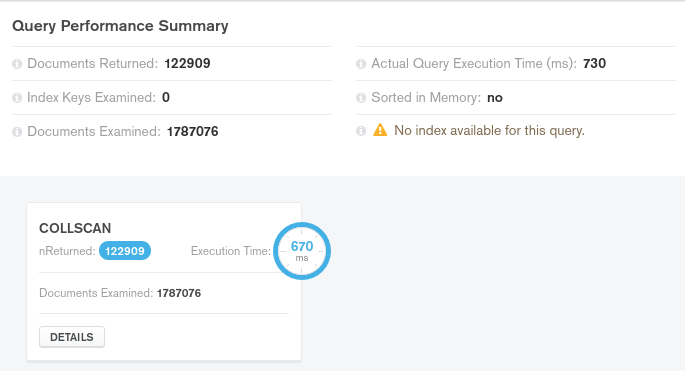 Query Performance Summary
Documents Returned: 122909
Actual Query Execution Time (ms): 730
Index Keys Examined: 0
Sorted in Memory: no
Documents Examined: 1787076
No index available for this query.
COLLSCAN
nReturned: 122909
Execution Time: 670 ms
Documents Examined: 1787076
DETAILS